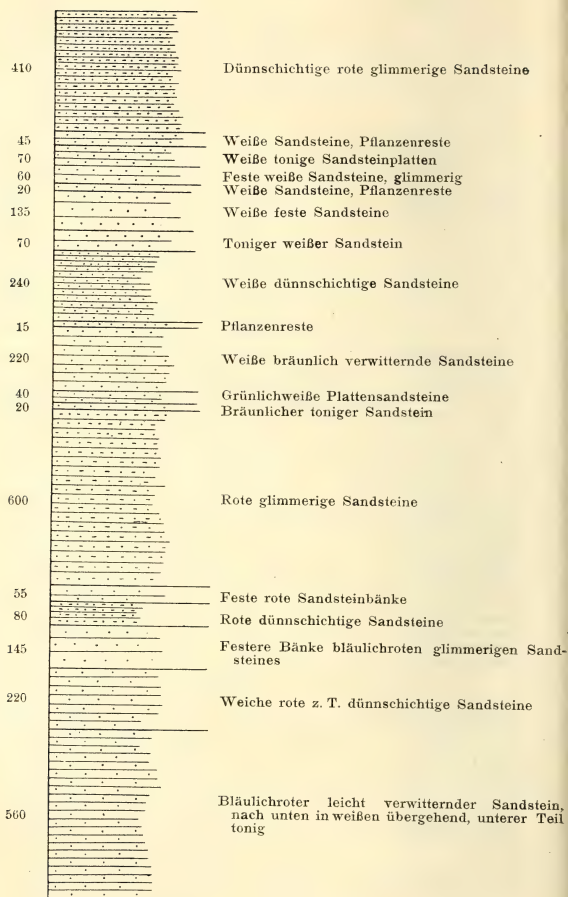 410 Dünnschichtige rote glimmerige Sandsteine
45 Weiße Sandsteine, Pflanzenreste
70 Weiße tonige Sandsteinplatten
60 Feste weiße Sandsteine, glimmerig
20 Weiße Sandsteine, Pflanzenreste
135 Weiße feste Sandsteine
70 Toniger weißer Sandstein
240 Weiße dünnschichtige Sandsteine
15 Pflanzenreste
220 Weiße bräunlich verwitternde Sandsteine
40 Grünlichweiße Plattensandsteine
20 Bräunlicher toniger Sandstein
600 Rote glimmerige Sandsteine
55 Feste rote Sandsteinbänke
80 Rote dünnschichtige Sandsteine
145 Festere Bänke bläulichroten glimmerigen Sand-
steines
220 Weiche rote z. T. dünnschichtige Sandsteine
560 Bläulichroter leicht verwitternder Sandstein,
nach unten in weißen übergehend, unterer Teil
tonig